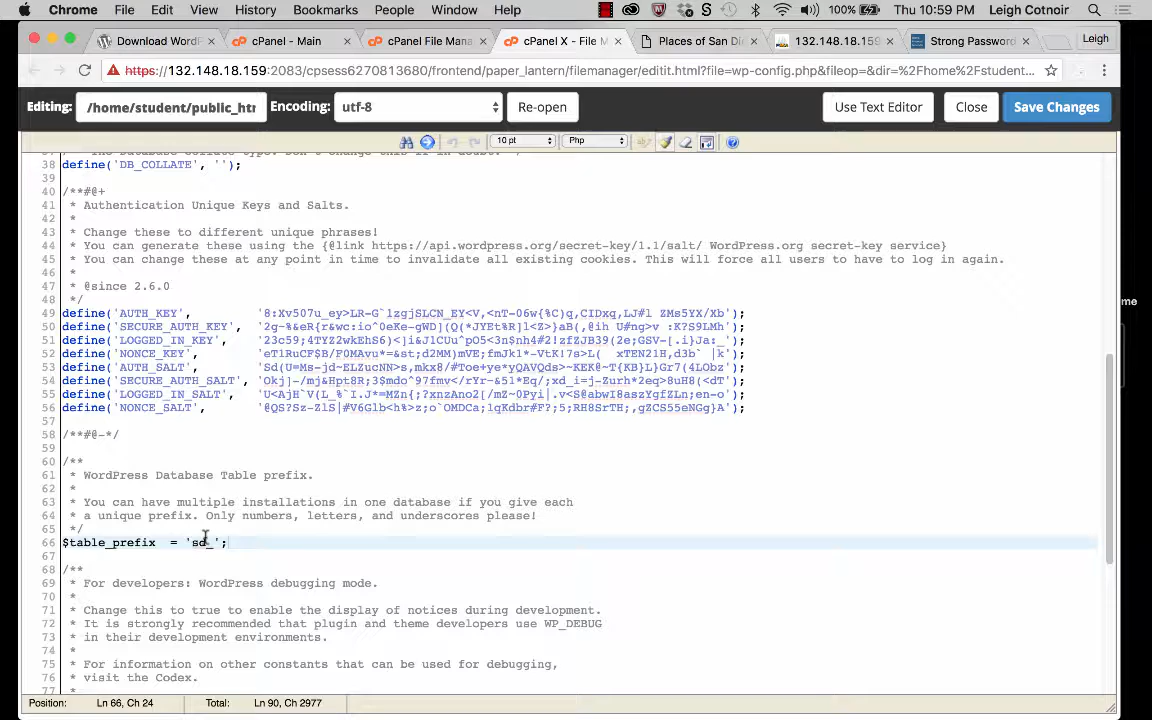 Chrome File Edit View History Bookmarks People Window Help 100% Thu 10:59 PM Leigh Cotnoir
Download WordP cPanel - Main cPanel File Mana cPanel X - File M Places of San Di 132.148.18.159 Strong Password Leigh
https://132.148.18.159:2083/cpsess6270813680/frontend/paper_lantern/filemanager/editit.html?file=wp-config.php&fileop=&dir=%2Fhome%2Fstudent...
Editing: /home/student/public_htr Encoding: utf-8 Re-open Use Text Editor Close Save Changes
10 pt Php
38 define('DB_COLLATE', '');
39
40 /**#@+
41 * Authentication Unique Keys and Salts.
42 *
43 * Change these to different unique phrases!
44 * You can generate these using the {@link https://api.wordpress.org/secret-key/1.1/salt/ WordPress.org secret-key service}
45 * You can change these at any point in time to invalidate all existing cookies. This will force all users to have to log in again.
46 *
47 * @since 2.6.0
48 */
49 define('AUTH_KEY',
50 define('SECURE_AUTH_KEY',
51 define('LOGGED_IN_KEY',
52 define('NONCE_KEY',
53 define('AUTH_SALT',
54 define('SECURE_AUTH_SALT',
55 define('LOGGED_IN_SALT',
56 define('NONCE_SALT',
57
58 /**#@-*/
59
60 /**
61 * WordPress Database Table prefix.
62 *
63 * You can have multiple installations in one database if you give each
64 * a unique prefix. Only numbers, letters, and underscores please!
65 */
66 $table_prefix = 'sd_';
67
68 /**
69 * For developers: WordPress debugging mode.
70 *
71 * Change this to true to enable the display of notices during development.
72 * It is strongly recommended that plugin and theme developers use WP_DEBUG
73 * in their development environments.
74 *
75 * For information on other constants that can be used for debugging,
76 * visit the Codex.
77 *
Position: Ln 66, Ch 24 Total: Ln 90, Ch 2977